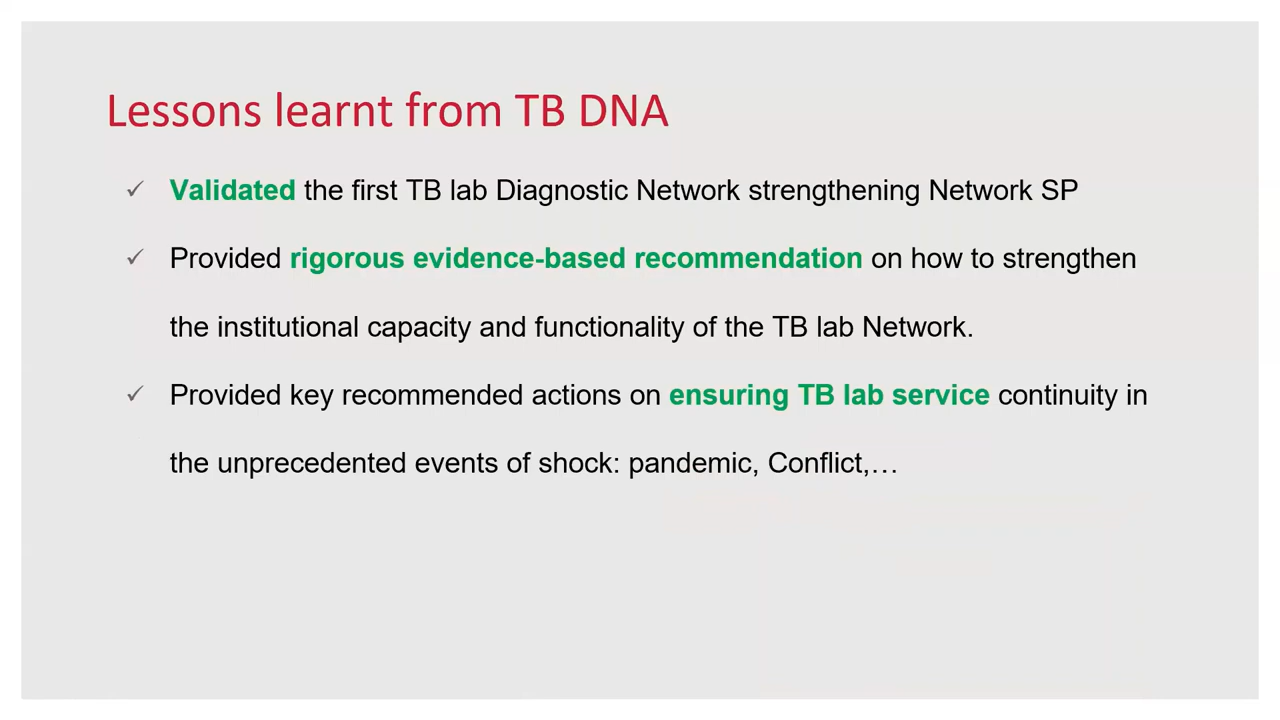 Lessons learnt from TB DNA
✓ Validated the first TB lab Diagnostic Network strengthening Network SP
✓ Provided rigorous evidence-based recommendation on how to strengthen
the institutional capacity and functionality of the TB lab Network.
✓ Provided key recommended actions on ensuring TB lab service continuity in
the unprecedented events of shock: pandemic, Conflict,…